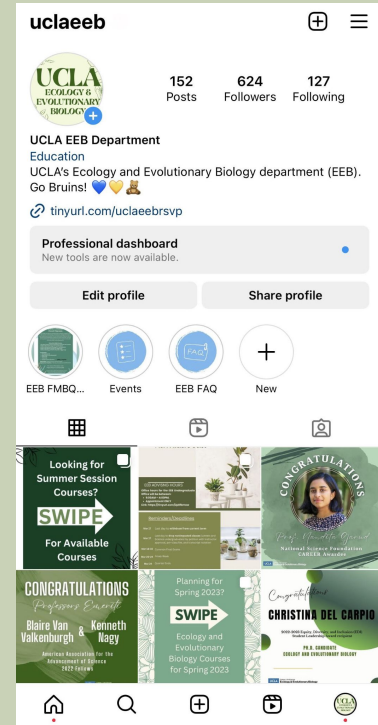 uclaeeb
UCLA
ECOLOGY &
EVOLUTIONARY
BIOLOGY
152
Posts
624
Followers
127
Following
UCLA EEB Department
Education
UCLA's Ecology and Evolutionary Biology department (EEB).
Go Bruins! 💙💛🧸
tinyurl.com/uclaeebrsvp
Professional dashboard
New tools are now available.
Edit profile
Share profile
FAQ
EEB FMBQ...
Events
EEB FAQ
New
Looking for
Summer Session
Courses?
SWIPE
For Available
Courses
Reminders/Deadlines
CONGRATULATIONS
National Science Foundation
CAREER Awardee
CONGRATULATIONS
Professors Emeriti
Blaire Van
Valkenburgh
&
Kenneth
Nagy
American Association for the
Advancement of Science
2022 Fellows
Planning for
Spring 2023?
SWIPE
Ecology and
Evolutionary
Biology Courses
for Spring 2023
Congratulations
CHRISTINA DEL CARPIO
PH.D. CANDIDATE
ECOLOGY AND EVOLUTIONARY BIOLOGY